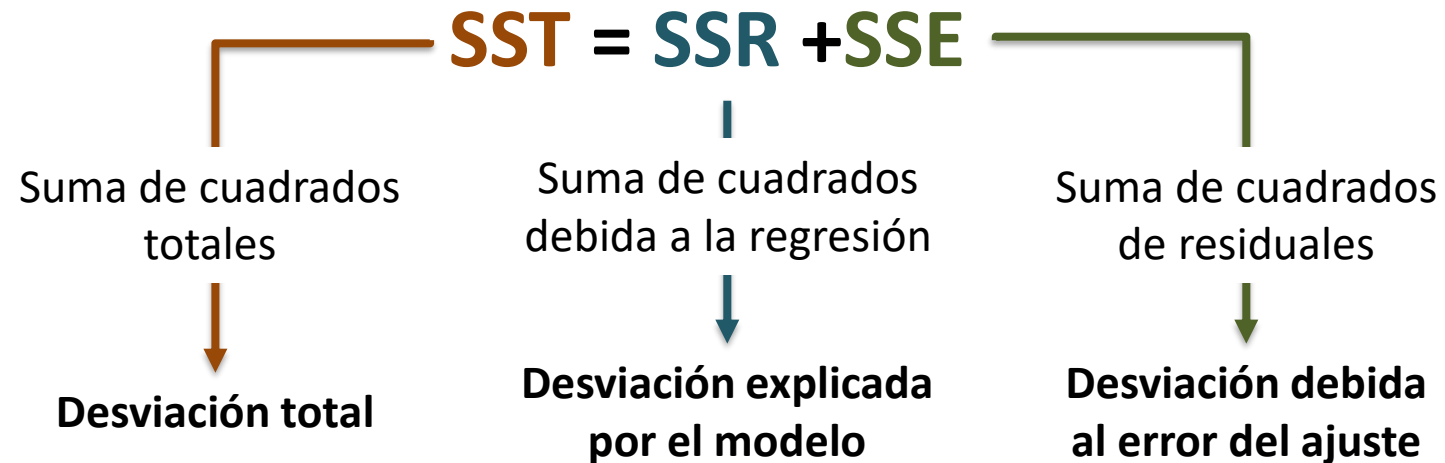 SST = SSR +SSE
Suma de cuadrados
totales
Suma de cuadrados
debida a la regresión
Suma de cuadrados
de residuales
Desviación total
Desviación explicada
por el modelo
Desviación debida
al error del ajuste